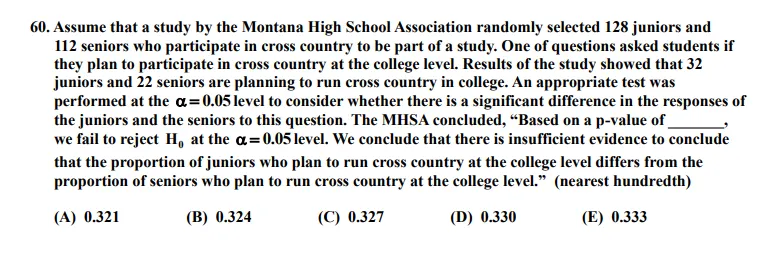 60. Assume that a study by the Montana High School Association randomly selected 128 juniors and
112 seniors who participate in cross country to be part of a study. One of questions asked students if
they plan to participate in cross country at the college level. Results of the study showed that 32
juniors and 22 seniors are planning to run cross country in college. An appropriate test was
performed at the α=0.05 level to consider whether there is a significant difference in the responses of
the juniors and the seniors to this question. The MHSA concluded, “Based on a p-value of _______,
we fail to reject H₀ at the α=0.05 level. We conclude that there is insufficient evidence to conclude
that the proportion of juniors who plan to run cross country at the college level differs from the
proportion of seniors who plan to run cross country at the college level.” (nearest hundredth)
(A) 0.321 (B) 0.324 (C) 0.327 (D) 0.330 (E) 0.333